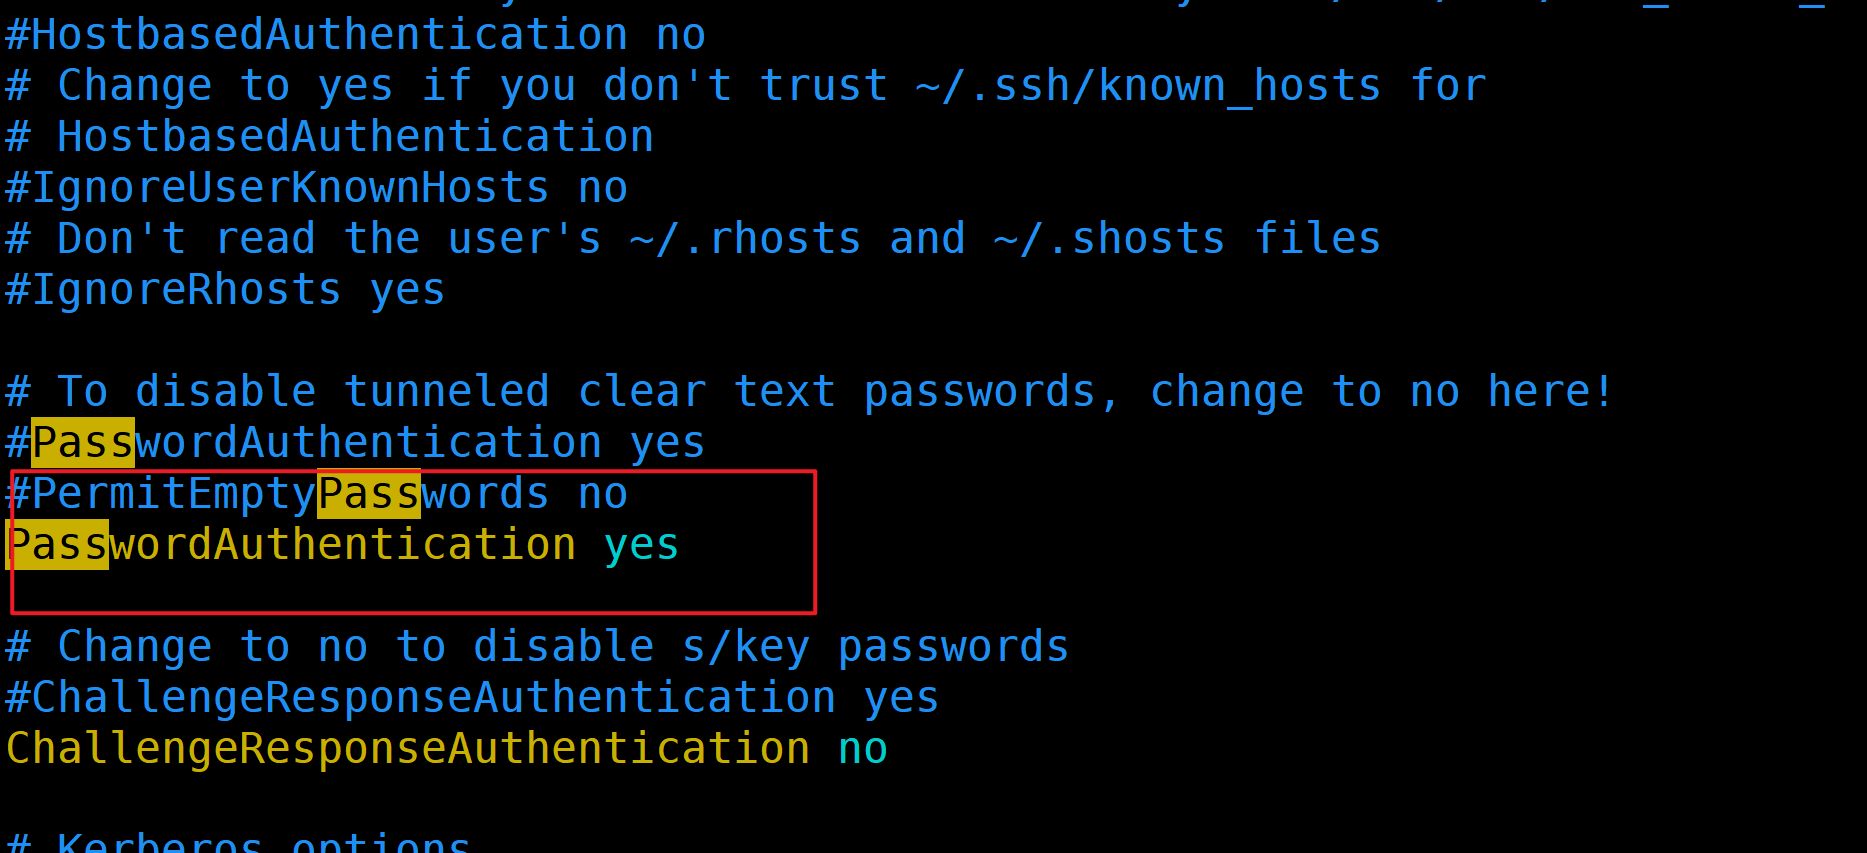 #HostbasedAuthentication no
# Change to yes if you don't trust ~/.ssh/known_hosts for
# HostbasedAuthentication
#IgnoreUserKnownHosts no
# Don't read the user's ~/.rhosts and ~/.shosts files
#IgnoreRhosts yes
# To disable tunneled clear text passwords, change to no here!
#PasswordAuthentication yes
#PermitEmptyPasswords no
PasswordAuthentication yes
# Change to no to disable s/key passwords
#ChallengeResponseAuthentication yes
ChallengeResponseAuthentication no
# Kerberos options